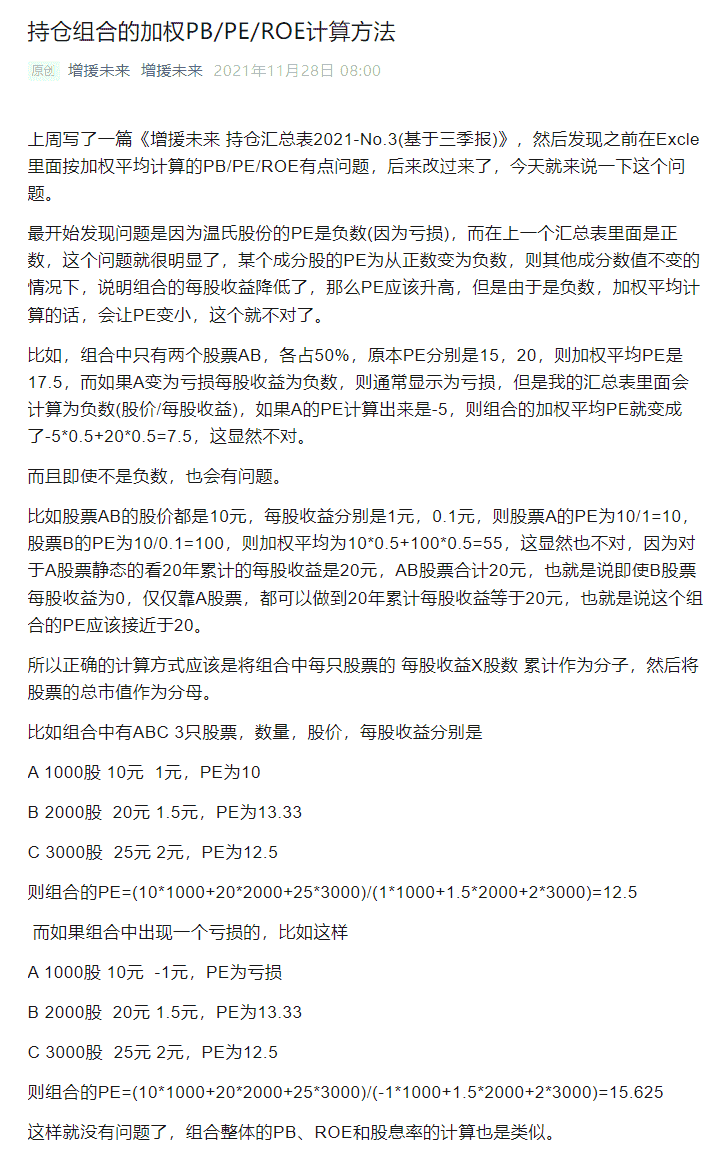 持仓组合的加权PB/PE/ROE计算方法
原创 增援未来 增援未来 2021年11月28日 08:00
上周写了一篇《增援未来 持仓汇总表2021-No.3(基于三季报)》，然后发现之前在Excle
里面按加权平均计算的PB/PE/ROE有点问题，后来改过来了，今天就来说一下这个问
题。
最开始发现问题是因为温氏股份的PE是负数(因为亏损)，而在上一个汇总表里面是正
数，这个问题就很明显了，某个成分股的PE为从正数变为负数，则其他成分数值不变的
情况下，说明组合的每股收益降低了，那么PE应该升高，但是由于是负数，加权平均计
算的话，会让PE变小，这个就不对了。
比如，组合中只有两个股票AB，各占50%，原本PE分别是15，20，则加权平均PE是
17.5，而如果A变为亏损每股收益为负数，则通常显示为亏损，但是我的汇总表里面会
计算为负数(股价/每股收益)，如果A的PE计算出来是-5，则组合的加权平均PE就变成
了-5*0.5+20*0.5=7.5，这显然不对。
而且即使不是负数，也会有问题。
比如股票AB的股价都是10元，每股收益分别是1元，0.1元，则股票A的PE为10/1=10，
股票B的PE为10/0.1=100，则加权平均为10*0.5+100*0.5=55，这显然也不对，因为对
于A股票静态的看20年累计的每股收益是20元，AB股票合计20元，也就是说即使B股票
每股收益为0，仅仅靠A股票，都可以做到20年累计每股收益等于20元，也就是说这个组
合的PE应该接近于20。
所以正确的计算方式应该是将组合中每只股票的 每股收益X股数 累计作为分子，然后将
股票的总市值作为分母。
比如组合中有ABC 3只股票，数量，股价，每股收益分别是
A 1000股 10元 1元，PE为10
B 2000股 20元 1.5元，PE为13.33
C 3000股 25元 2元，PE为12.5
则组合的PE=(10*1000+20*2000+25*3000)/(1*1000+1.5*2000+2*3000)=12.5
而如果组合中出现一个亏损的，比如这样
A 1000股 10元 -1元，PE为亏损
B 2000股 20元 1.5元，PE为13.33
C 3000股 25元 2元，PE为12.5
则组合的PE=(10*1000+20*2000+25*3000)/(-1*1000+1.5*2000+2*3000)=15.625
这样就没有问题了，组合整体的PB、ROE和股息率的计算也是类似。